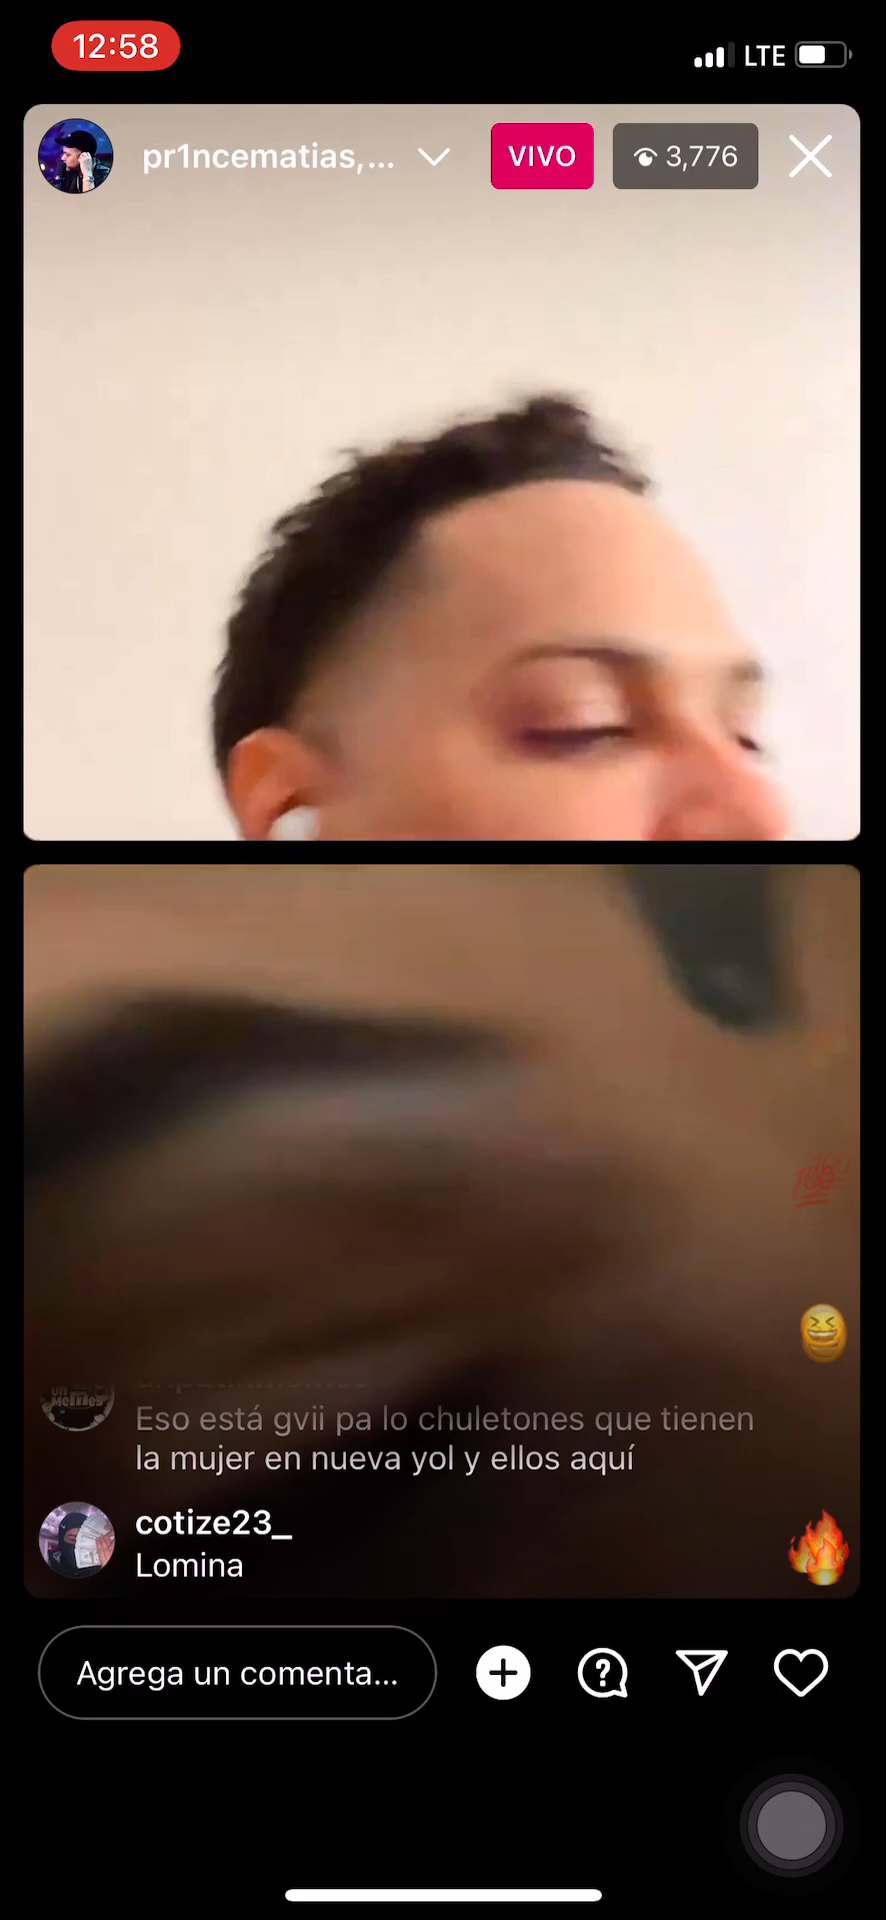 12:58
LTE
pr1ncematias,...
VIVO
3,776
Eso está gvii pa lo chuletones que tienen
la mujer en nueva yol y ellos aquí
cotize23_
Lomina
Agrega un comenta...